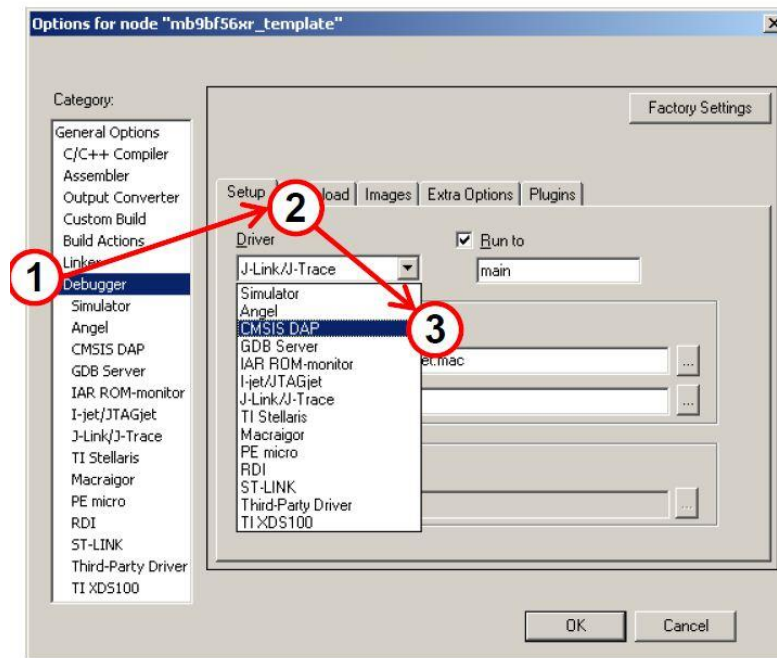 Options for node "mb9bf56xr_template"
Category:
Factory Settings
General Options
C/C++ Compiler
Assembler
Output Converter
Custom Build
Build Actions
Linker
Debugger
Simulator
Angel
CMSIS DAP
GDB Server
IAR ROM-monitor
I-jet/JTAGjet
J-Link/J-Trace
TI Stellaris
Macraigor
PE micro
RDI
ST-LINK
Third-Party Driver
TI XDS100
1
Setup
2
load
Images
Extra Options
Plugins
Driver
Run to
J-Link/J-Trace
main
Simulator
Angel
CMSIS DAP
3
GDB Server
IAR ROM-monitor
I-jet/JTAGjet
J-Link/J-Trace
TI Stellaris
Macraigor
PE micro
RDI
ST-LINK
Third-Party Driver
TI XDS100
...
...
...
OK
Cancel